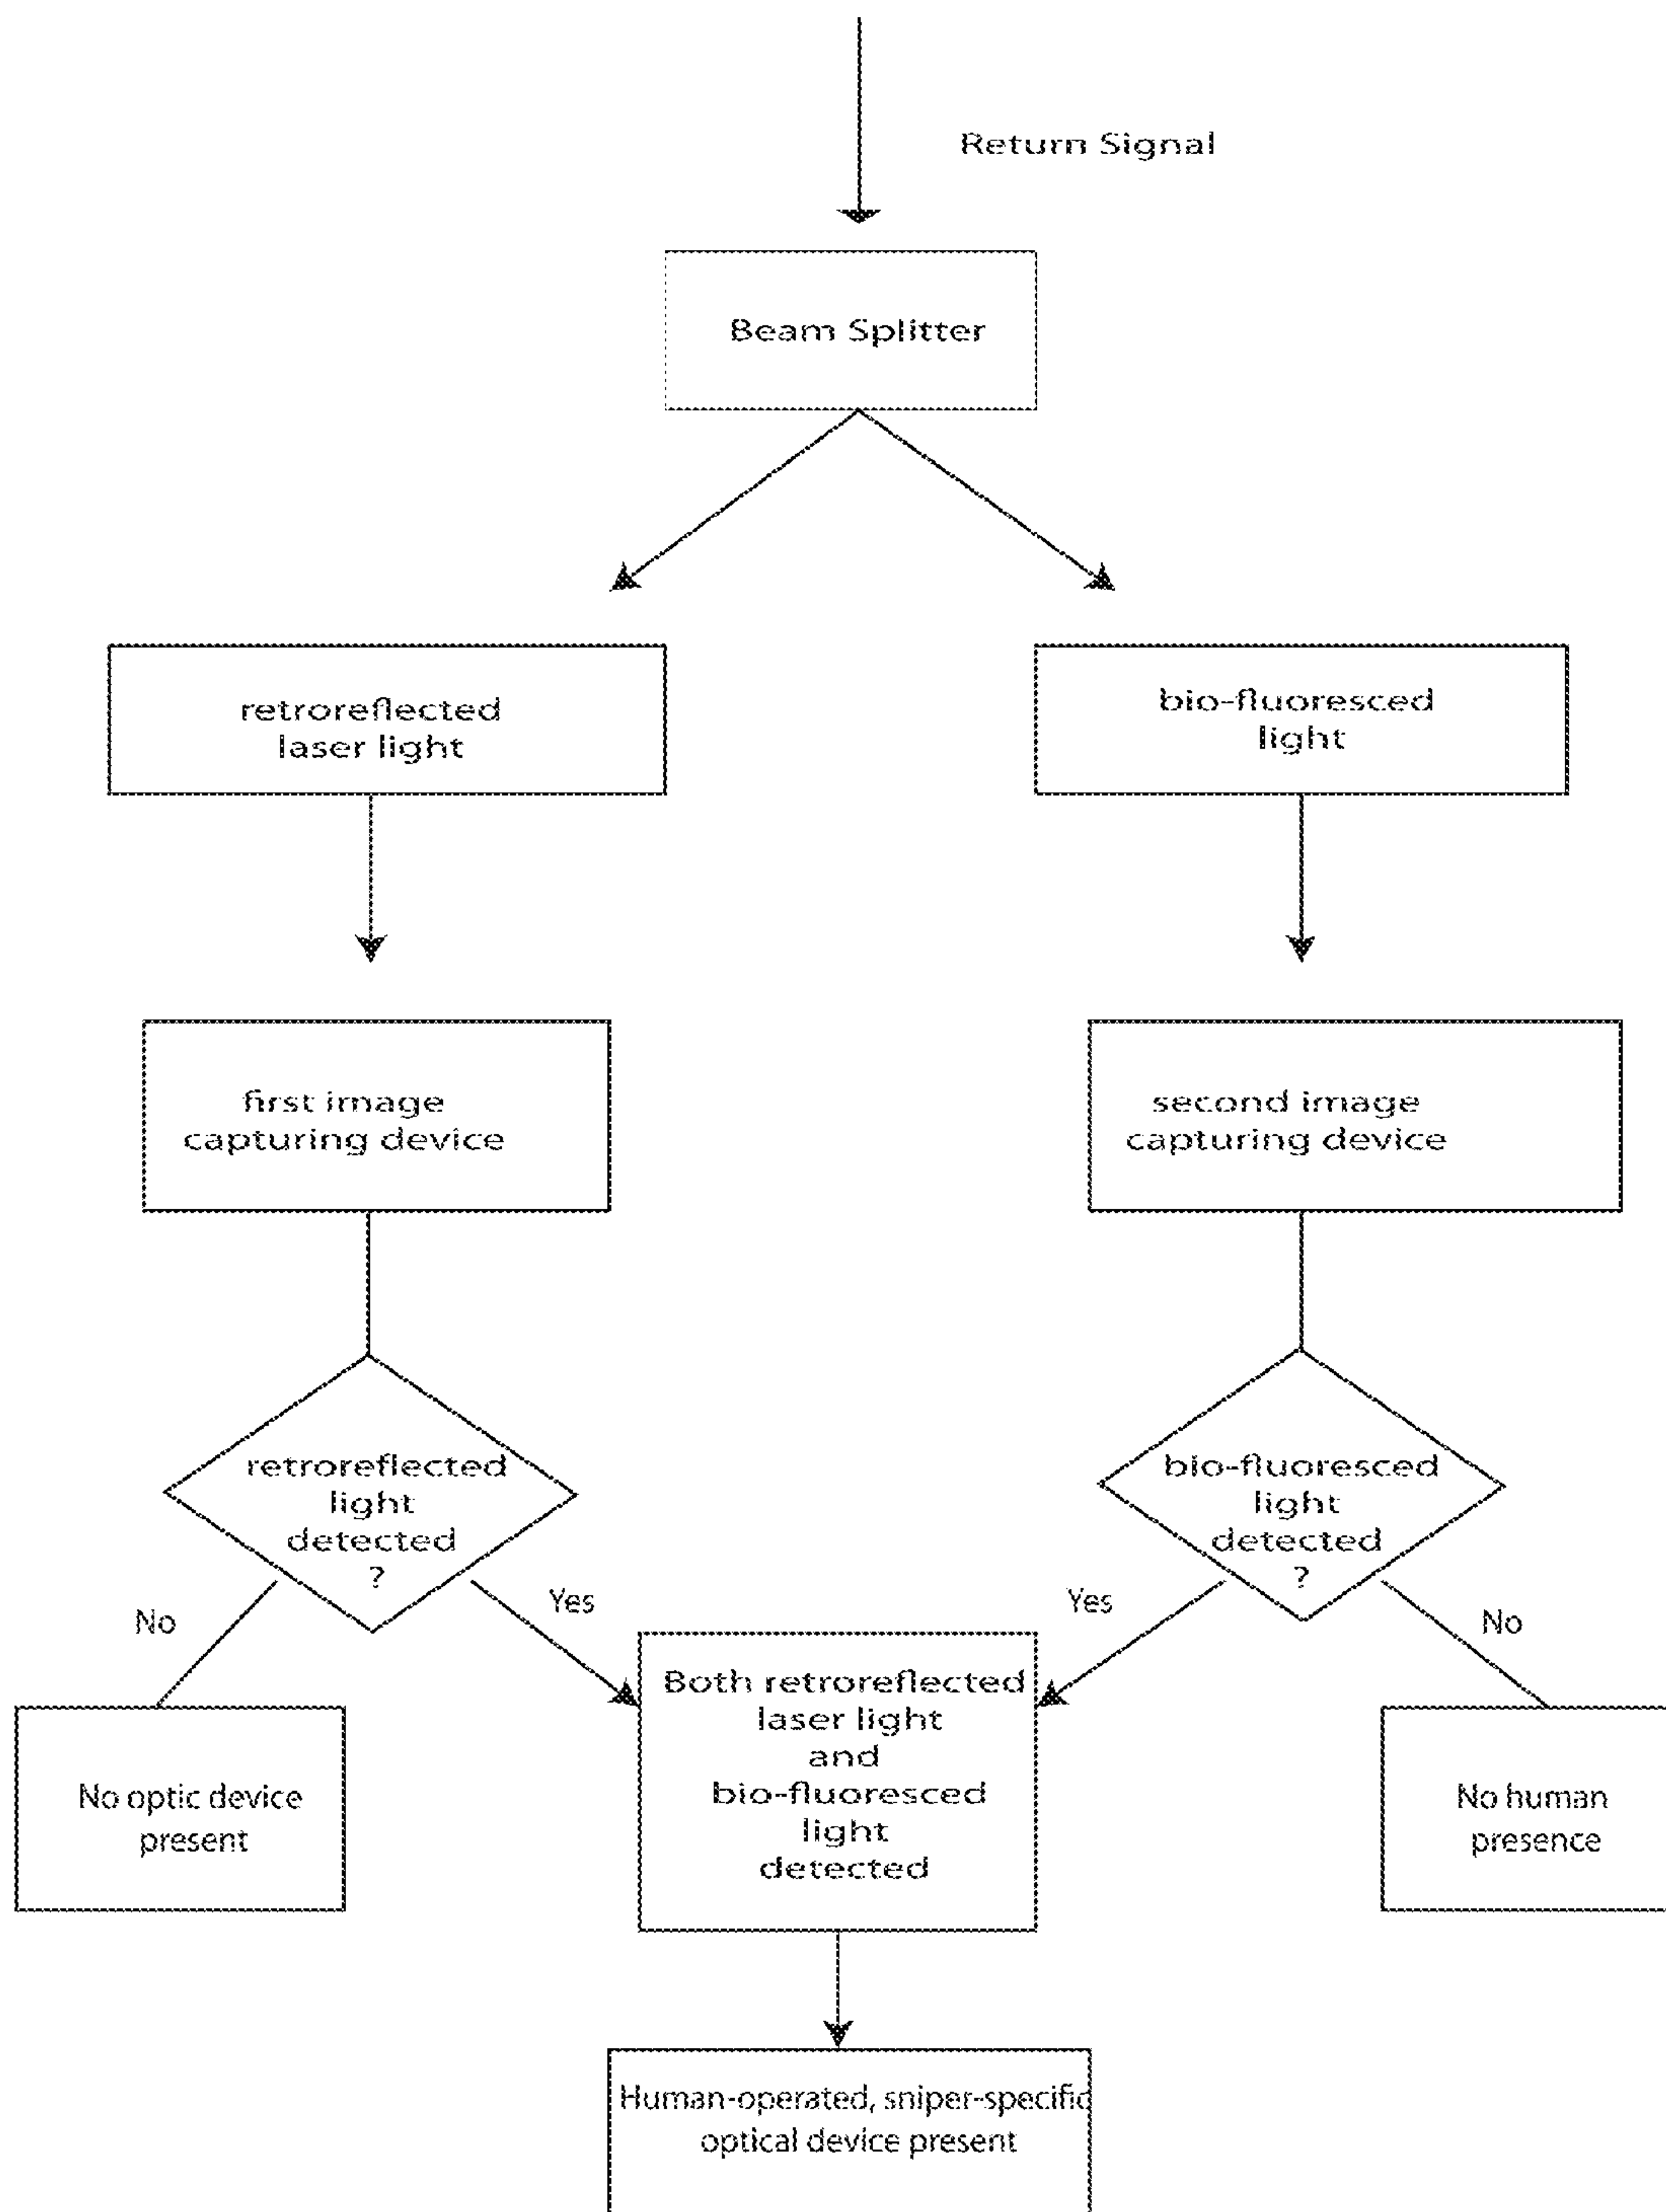 Return Signal
Beam Splitter
retroreflected
laser light
bio-fluoresced
light
first image
capturing device
second image
capturing device
retroreflected
light
detected
?
bio-fluoresced
light
detected
?
No
Yes
Yes
No
No optic device
present
Both retroreflected
laser light
and
bio-fluoresced
light
detected
No human
presence
Human-operated, sniper-specific
optical device present